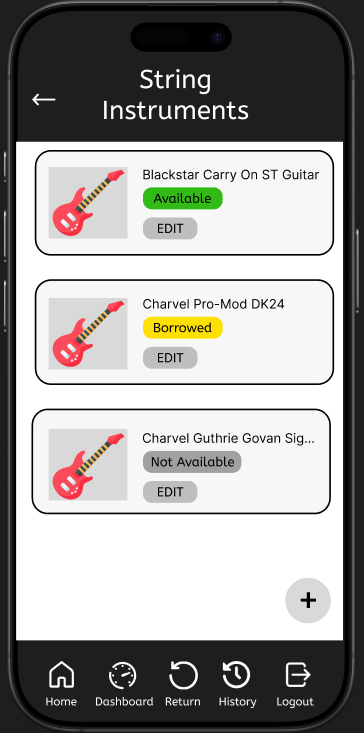 String
Instruments
Blackstar Carry On ST Guitar
Available
EDIT
Charvel Pro-Mod DK24
Borrowed
EDIT
Charvel Guthrie Govan Sig...
Not Available
EDIT
+
Home Dashboard Return History Logout